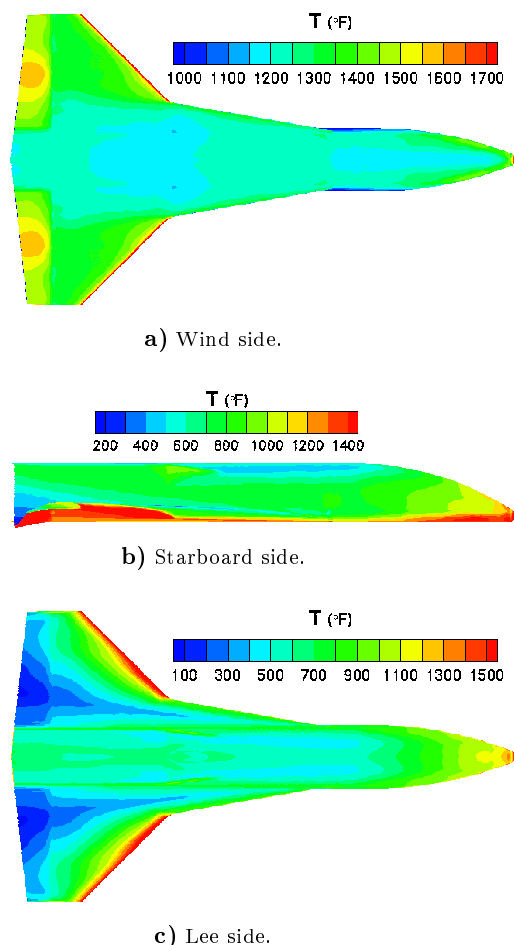 T (°F)
1000 1100 1200 1300 1400 1500 1600 1700
a) Wind side.
T (°F)
200 400 600 800 1000 1200 1400
b) Starboard side.
T (°F)
100 300 500 700 900 1100 1300 1500
c) Lee side.